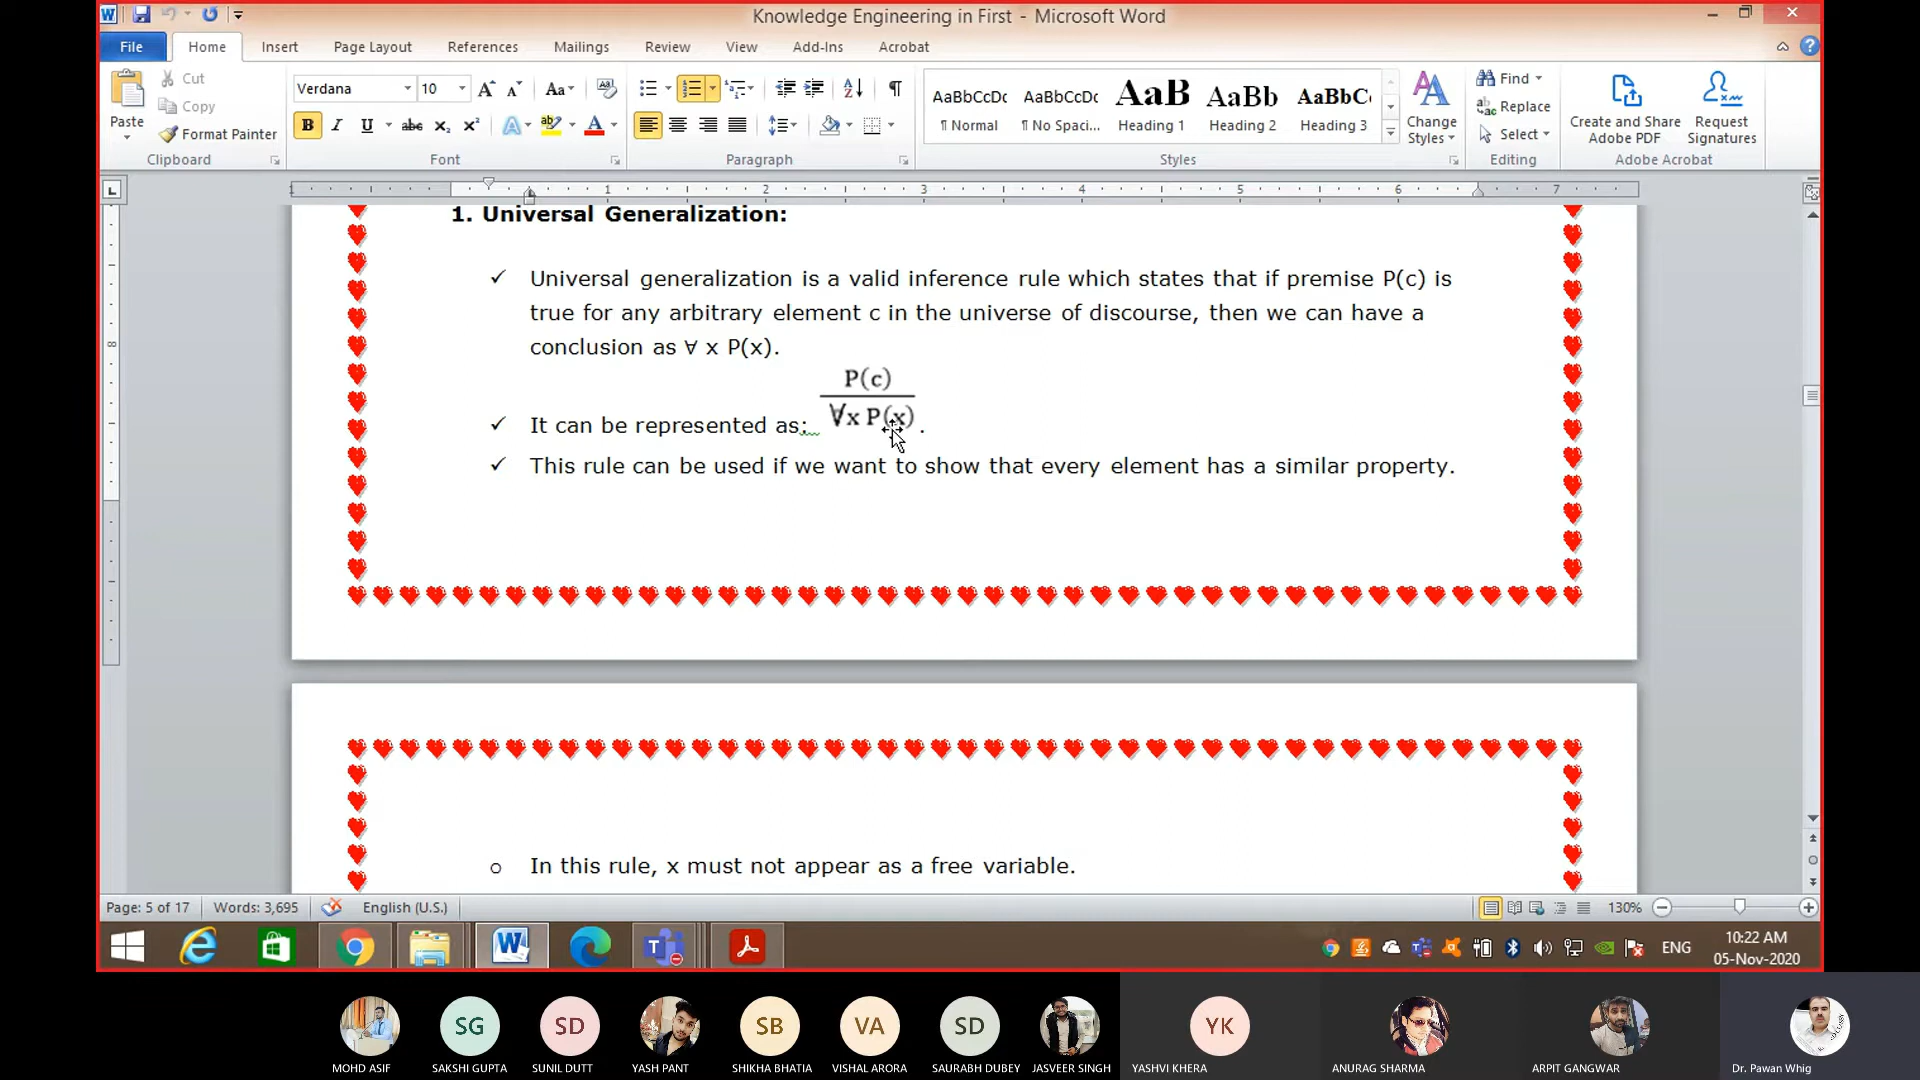 Knowledge Engineering in First - Microsoft Word
File Home Insert Page Layout References Mailings Review View Add-Ins Acrobat
Paste
Cut
Copy
Format Painter
Clipboard
Verdana 10
Font
Paragraph
AaBbCcDc AaBbCcDc AaB AaBb AaBbC
¶ Normal ¶ No Spaci... Heading 1 Heading 2 Heading 3
Styles
Change Styles
Find
Replace
Select
Editing
Create and Share Adobe PDF
Request Signatures
Adobe Acrobat
1 1 2 3 4 5 6 7
1. Universal Generalization:
✓ Universal generalization is a valid inference rule which states that if premise P(c) is
true for any arbitrary element c in the universe of discourse, then we can have a
conclusion as ∀ x P(x).
P(c)
∀x P(x)
✓ It can be represented as: .
✓ This rule can be used if we want to show that every element has a similar property.
o In this rule, x must not appear as a free variable.
Page: 5 of 17 Words: 3,695 English (U.S.) 130%
ENG
10:22 AM
05-Nov-2020
SG SD SB VA SD YK
MOHD ASIF SAKSHI GUPTA SUNIL DUTT YASH PANT SHIKHA BHATIA VISHAL ARORA SAURABH DUBEY JASVEER SINGH YASHVI KHERA ANURAG SHARMA ARPIT GANGWAR Dr. Pawan Whig